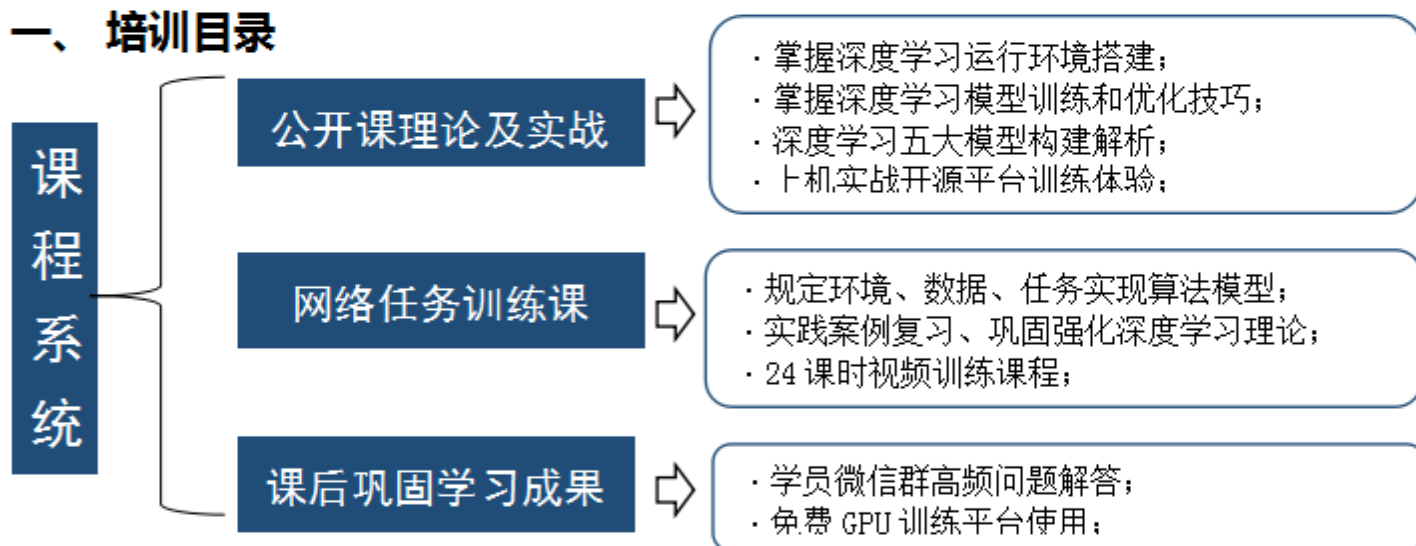 一、 培训目录
课程系统
公开课理论及实战
·掌握深度学习运行环境搭建；
·掌握深度学习模型训练和优化技巧；
·深度学习五大模型构建解析；
·上机实战开源平台训练体验；
网络任务训练课
·规定环境、数据、任务实现算法模型；
·实践案例复习、巩固强化深度学习理论；
·24 课时视频训练课程；
课后巩固学习成果
·学员微信群高频问题解答；
·免费 GPU 训练平台使用；